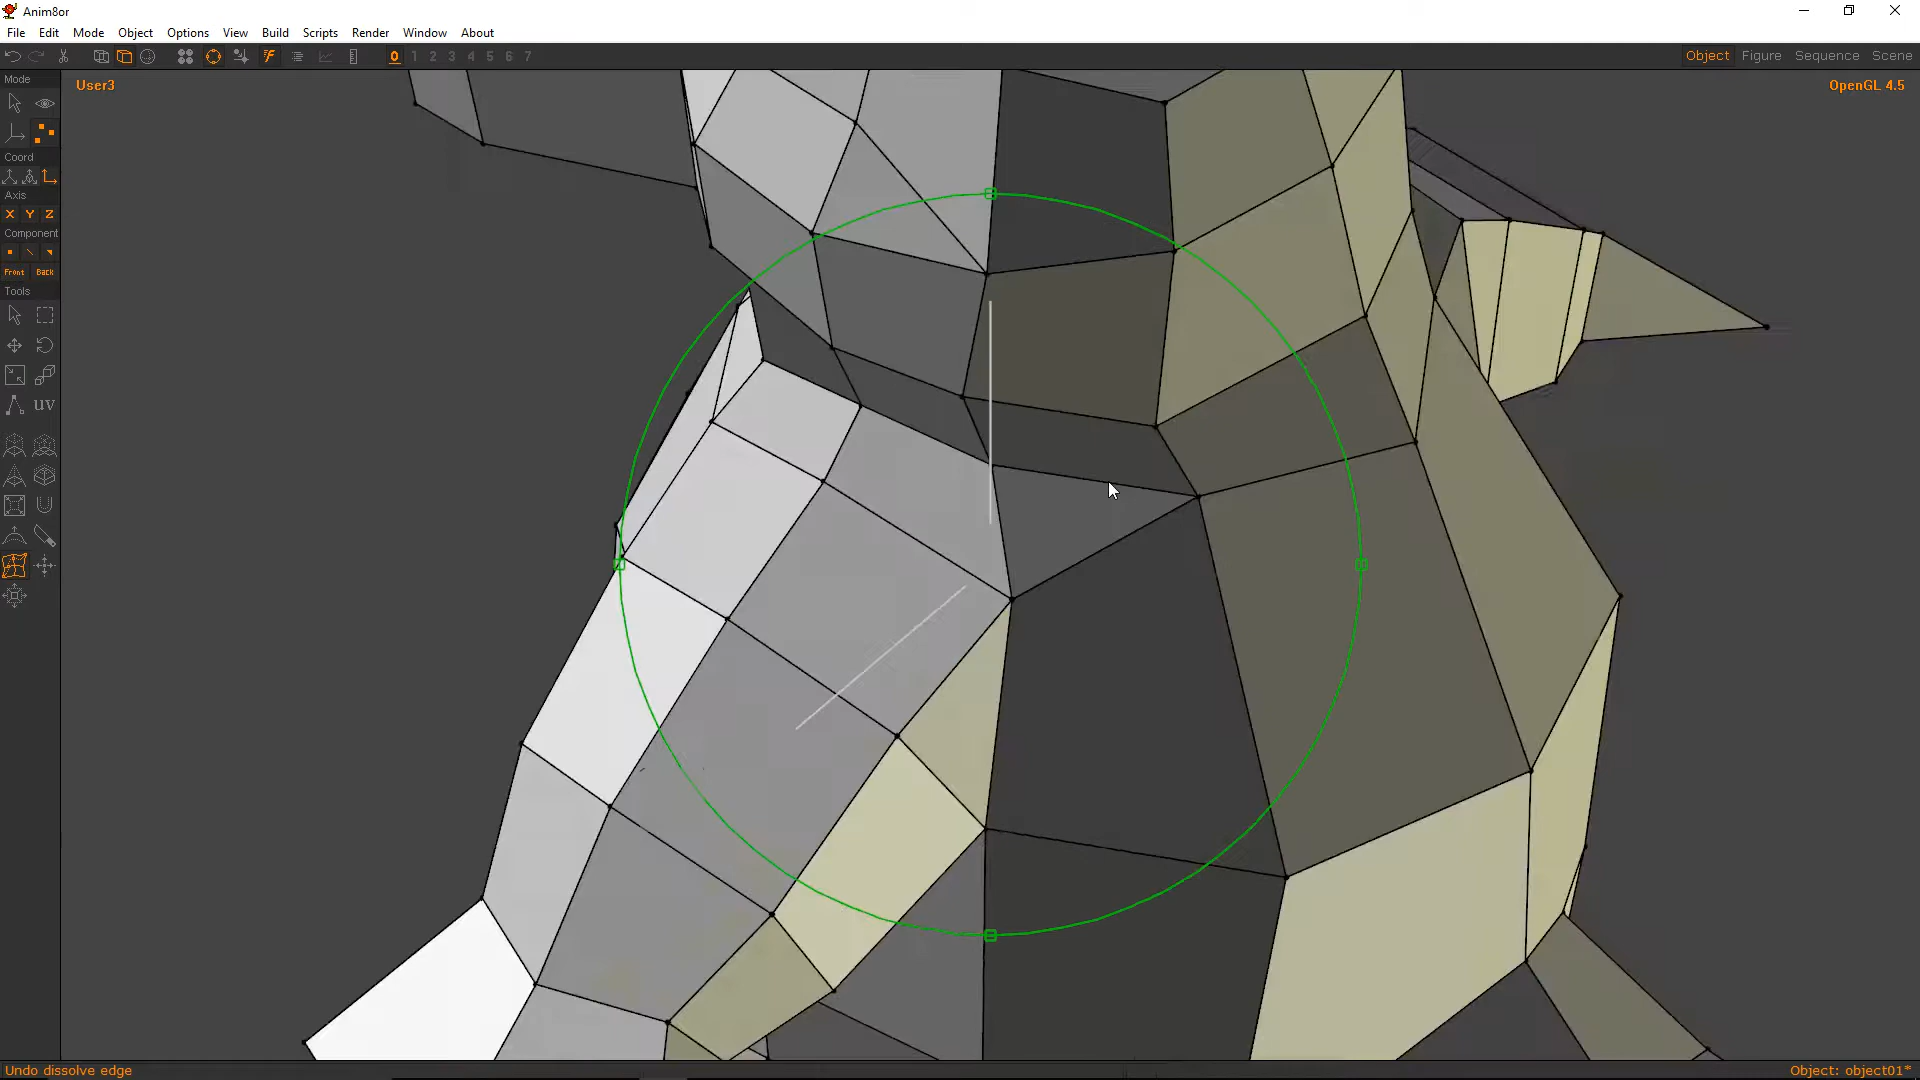 Anim8or
File Edit Mode Object Options View Build Scripts Render Window About
0 1 2 3 4 5 6 7 Object Figure Sequence Scene
Mode
User3
OpenGL 4.5
Coord
Axis
X Y Z
Component
Front Back
Tools
UV
Undo dissolve edge
Object: object01*